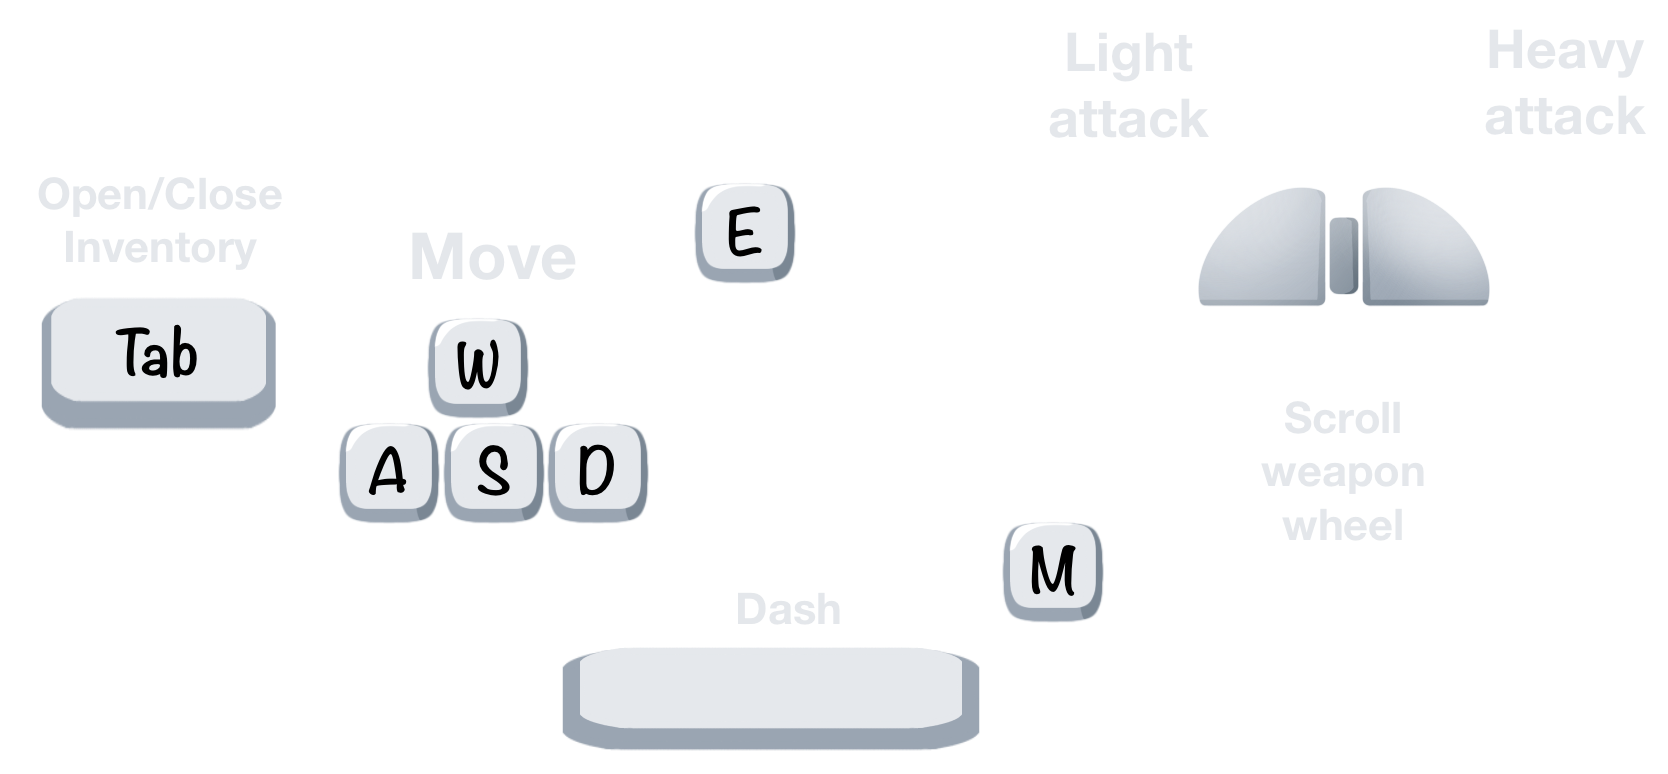 Light
attack
Heavy
attack
Open/Close
Inventory
Move
E
Tab
W
A S D
Scroll
weapon
wheel
M
Dash